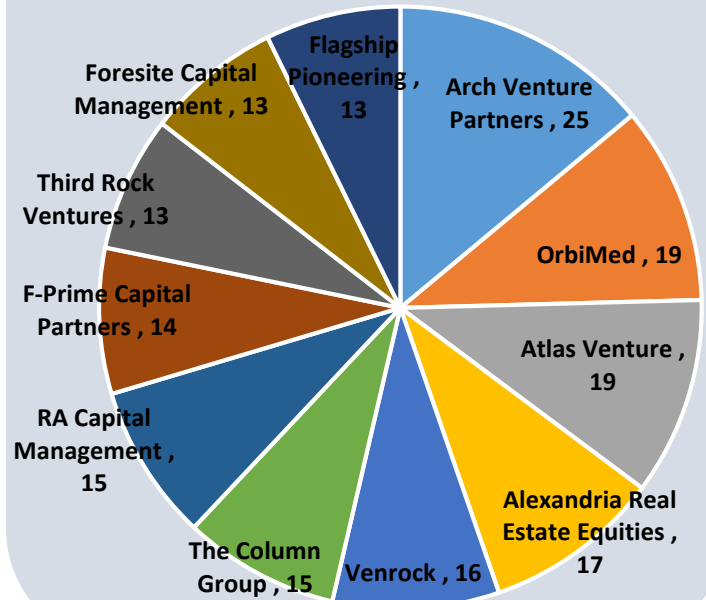 Flagship
Pioneering ,
13
Arch Venture
Partners , 25
OrbiMed , 19
Atlas Venture ,
19
Alexandria Real
Estate Equities ,
17
Venrock , 16
The Column
Group , 15
RA Capital
Management ,
15
F-Prime Capital
Partners , 14
Third Rock
Ventures , 13
Foresite Capital
Management , 13